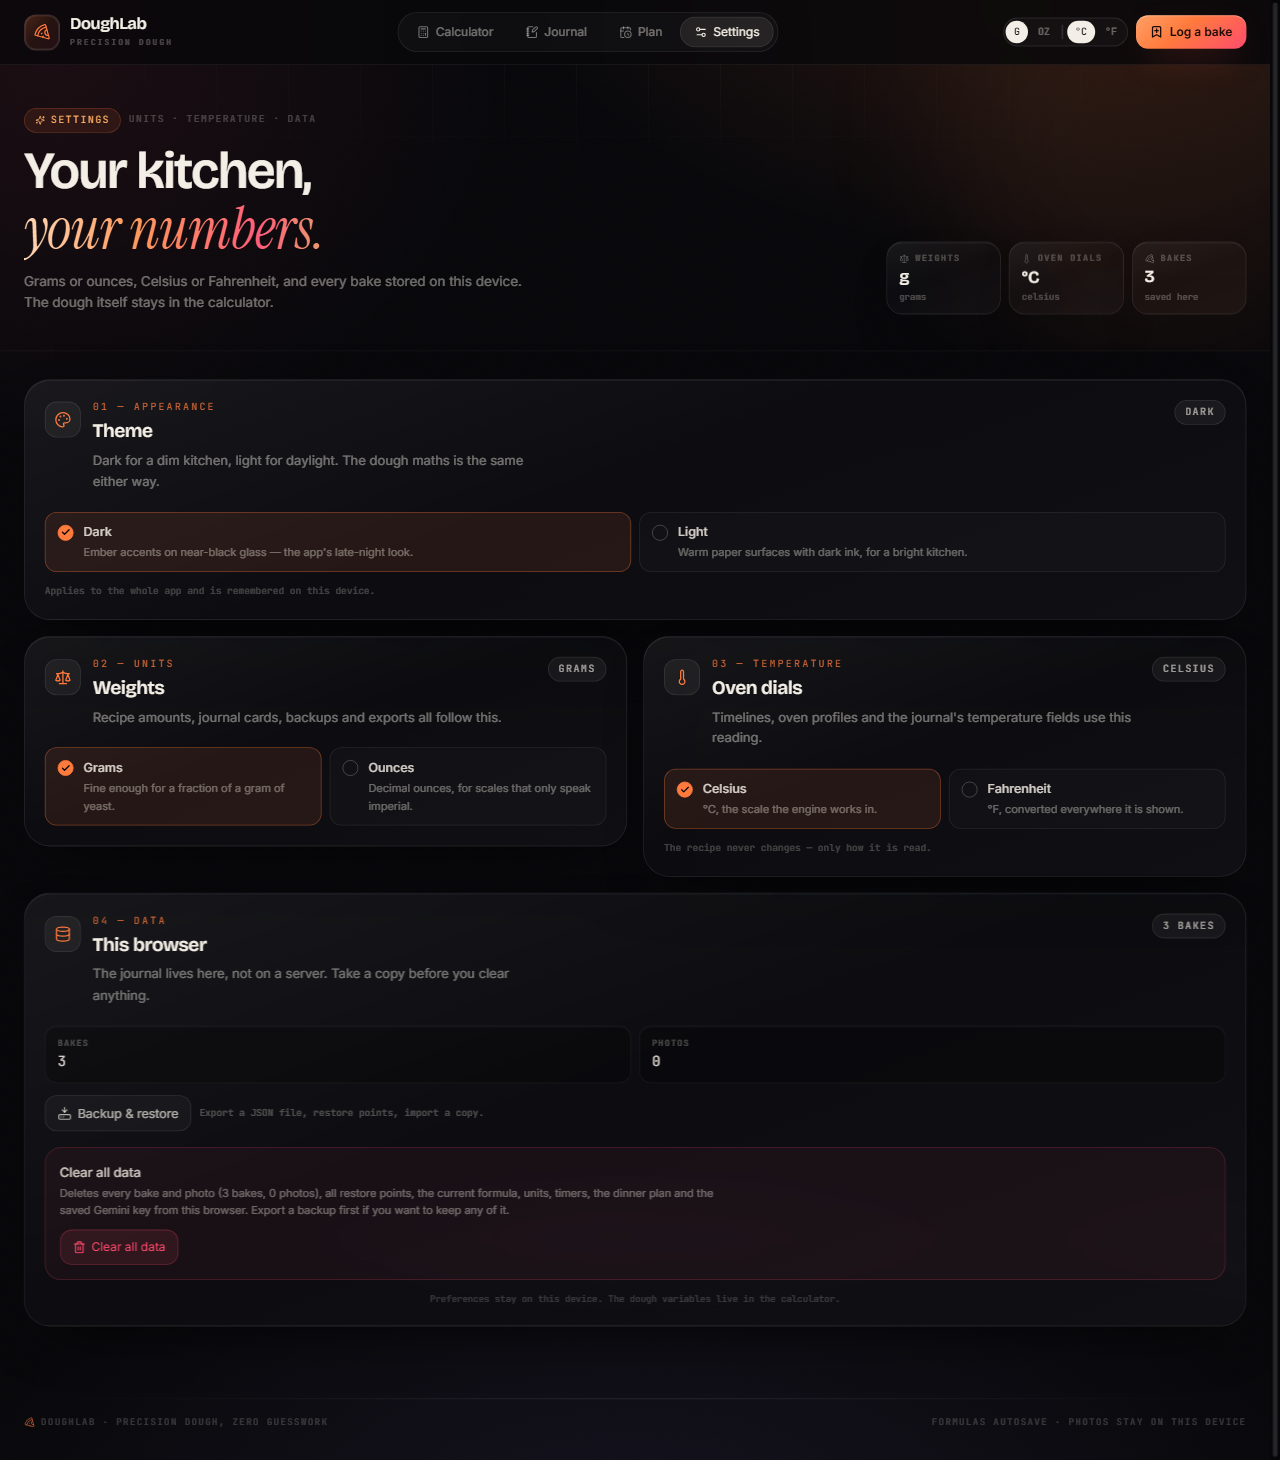 DoughLab
PRECISION DOUGH
Calculator
Journal
Plan
Settings
G OZ °C °F
Log a bake
SETTINGS
UNITS · TEMPERATURE · DATA
Your kitchen,
your numbers.
Grams or ounces, Celsius or Fahrenheit, and every bake stored on this device.
The dough itself stays in the calculator.
WEIGHTS
g
grams
OVEN DIALS
°C
celsius
BAKES
3
saved here
01 — APPEARANCE
Theme
Dark for a dim kitchen, light for daylight. The dough maths is the same
either way.
DARK
Dark
Ember accents on near-black glass — the app's late-night look.
Light
Warm paper surfaces with dark ink, for a bright kitchen.
Applies to the whole app and is remembered on this device.
02 — UNITS
Weights
Recipe amounts, journal cards, backups and exports all follow this.
GRAMS
Grams
Fine enough for a fraction of a gram of
yeast.
Ounces
Decimal ounces, for scales that only speak
imperial.
03 — TEMPERATURE
Oven dials
Timelines, oven profiles and the journal's temperature fields use this
reading.
CELSIUS
Celsius
°C, the scale the engine works in.
Fahrenheit
°F, converted everywhere it is shown.
The recipe never changes — only how it is read.
04 — DATA
This browser
The journal lives here, not on a server. Take a copy before you clear
anything.
3 BAKES
BAKES
3
PHOTOS
0
Backup & restore
Export a JSON file, restore points, import a copy.
Clear all data
Deletes every bake and photo (3 bakes, 0 photos), all restore points, the current formula, units, timers, the dinner plan and the
saved Gemini key from this browser. Export a backup first if you want to keep any of it.
Clear all data
Preferences stay on this device. The dough variables live in the calculator.
DOUGHLAB · PRECISION DOUGH, ZERO GUESSWORK
FORMULAS AUTOSAVE · PHOTOS STAY ON THIS DEVICE